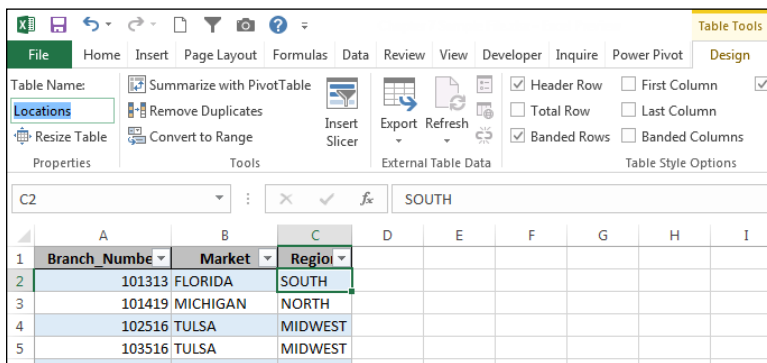 Table Tools
File Home Insert Page Layout Formulas Data Review View Developer Inquire Power Pivot Design
Table Name:
Locations
Resize Table
Properties
Summarize with PivotTable
Remove Duplicates
Convert to Range
Tools
Insert
Slicer
Export Refresh
External Table Data
Header Row First Column
Total Row Last Column
Banded Rows Banded Columns
Table Style Options
C2 fx SOUTH
A B C D E F G H I
1 Branch_Numbe Market Regio
2 101313 FLORIDA SOUTH
3 101419 MICHIGAN NORTH
4 102516 TULSA MIDWEST
5 103516 TULSA MIDWEST